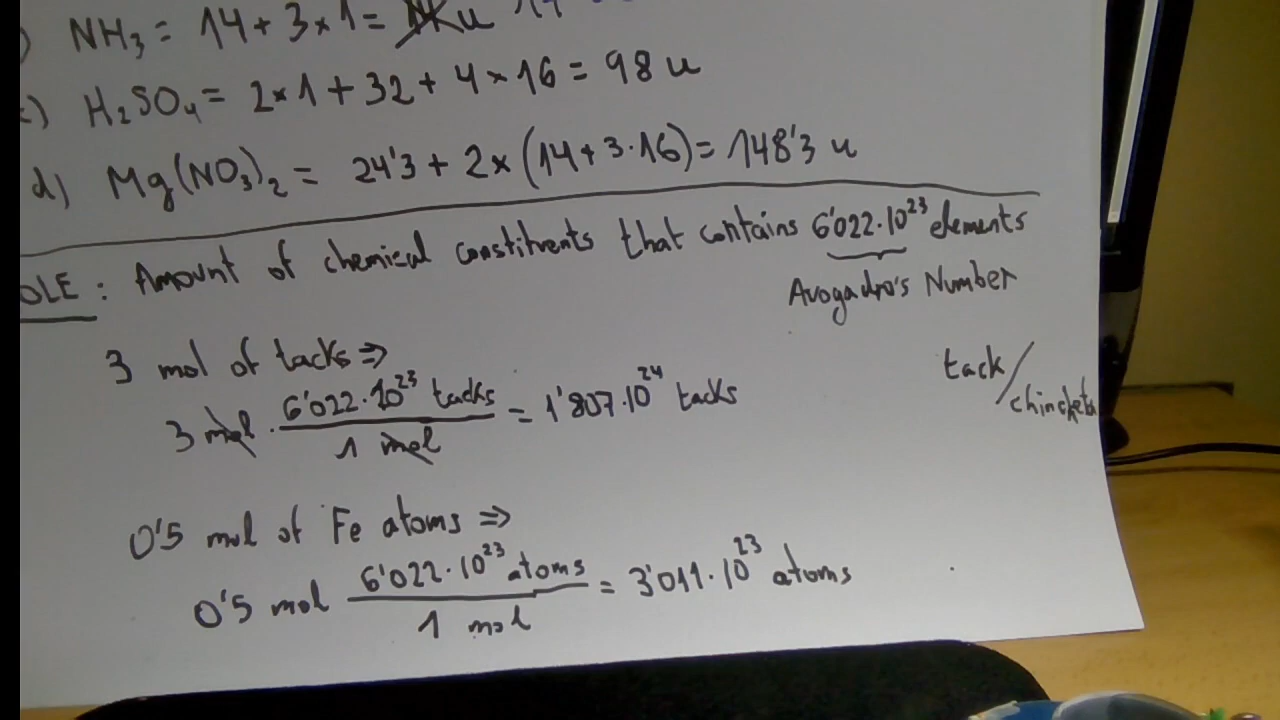 ) NH₃ = 14 + 3×1 = u
c) H₂SO₄ = 2×1 + 32 + 4×16 = 98 u
d) Mg(NO₃)₂ = 24'3 + 2×(14+3·16) = 148'3 u
OLE: Amount of chemical constituents that contains 6'022·10²³ elements
Avogadro's Number
3 mol of tacks ⇒
3 mol · 6'022·10²³ tacks / 1 mol = 1'807·10²⁴ tacks
tack/
chincheta
0'5 mol of Fe atoms ⇒
0'5 mol 6'022·10²³ atoms / 1 mol = 3'011·10²³ atoms